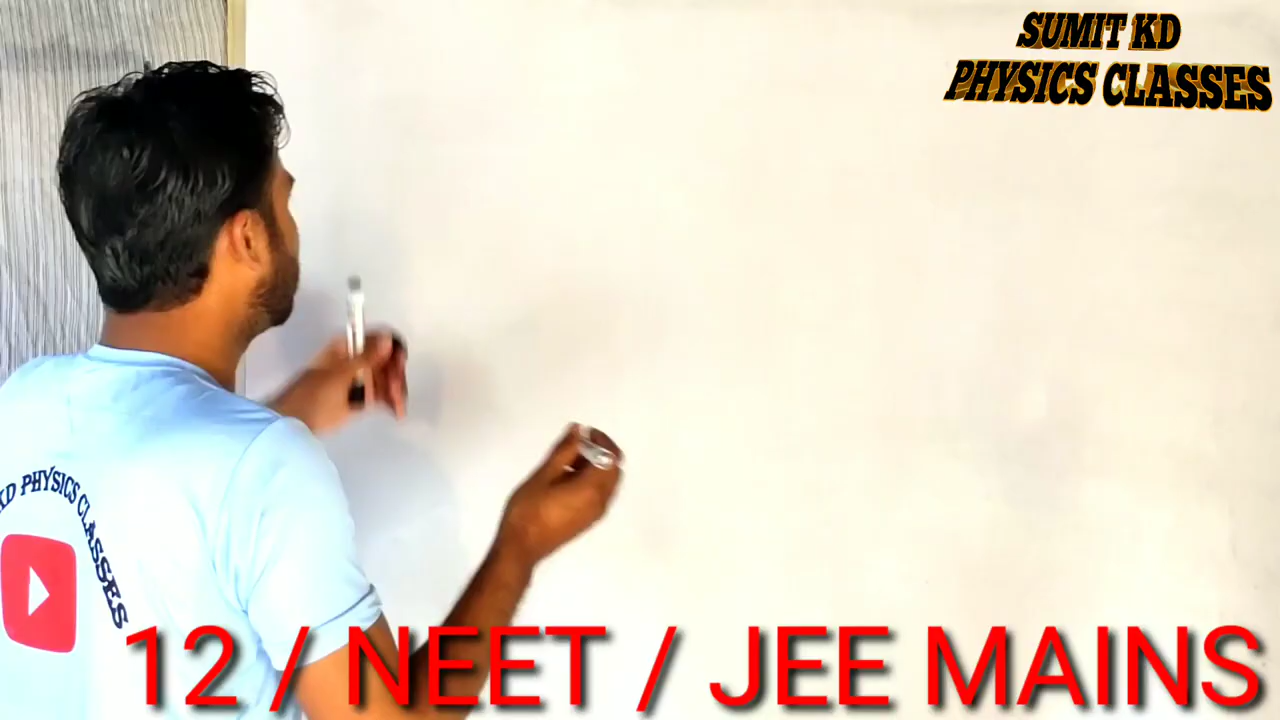 SUMIT KD
PHYSICS CLASSES
KD PHYSICS CLASSES
12 / NEET / JEE MAINS